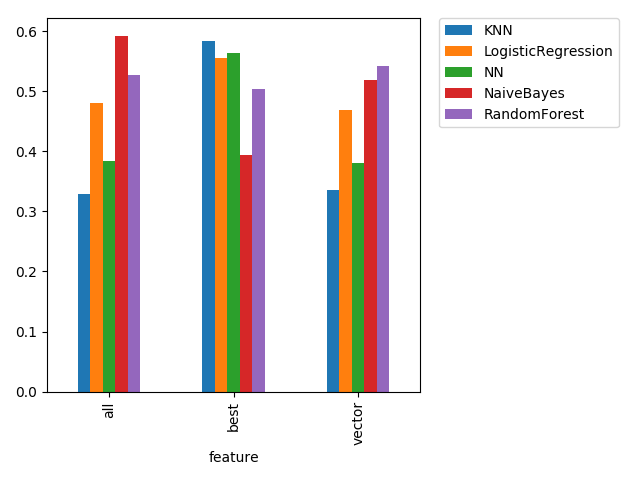 0.6
0.5
0.4
0.3
0.2
0.1
0.0
all
best
vector
feature
KNN
LogisticRegression
NN
NaiveBayes
RandomForest